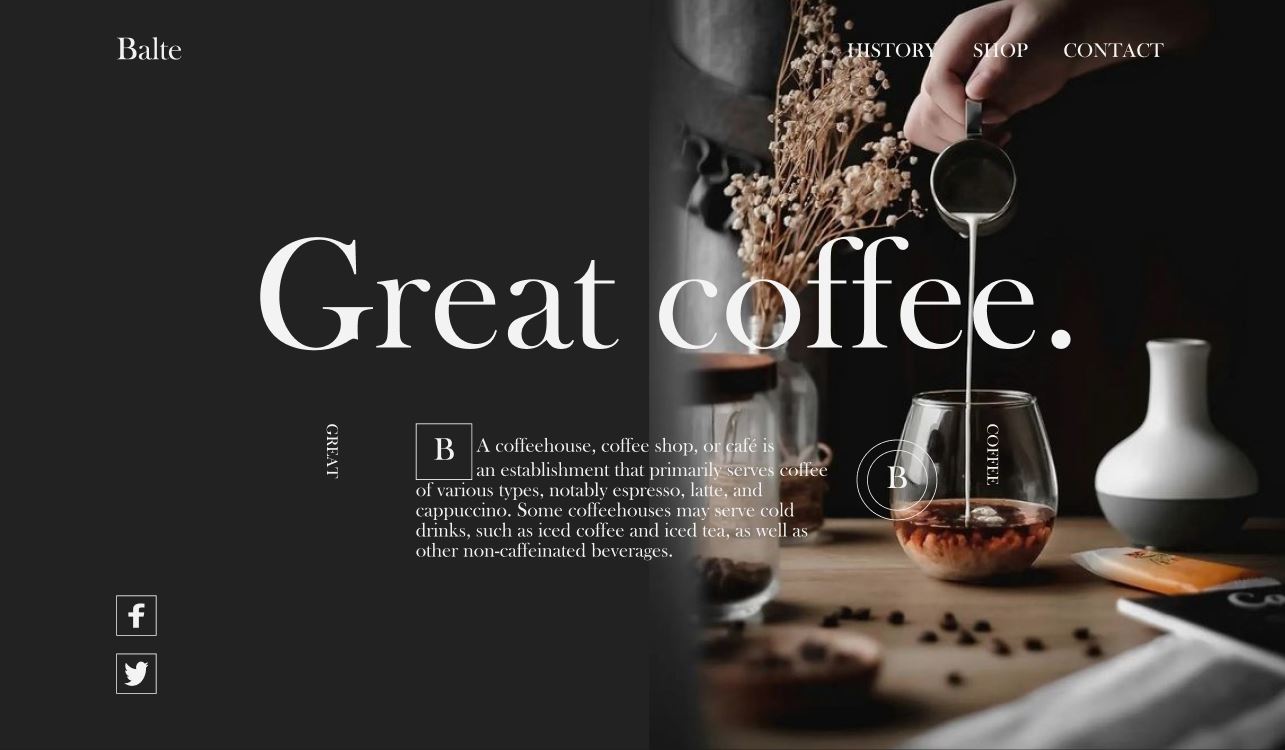 Balte
HISTORY
SHOP
CONTACT
Great coffee.
GREAT
B
A coffeehouse, coffee shop, or café is
an establishment that primarily serves coffee
of various types, notably espresso, latte, and
cappuccino. Some coffeehouses may serve cold
drinks, such as iced coffee and iced tea, as well as
other non-caffeinated beverages.
B
COFFEE